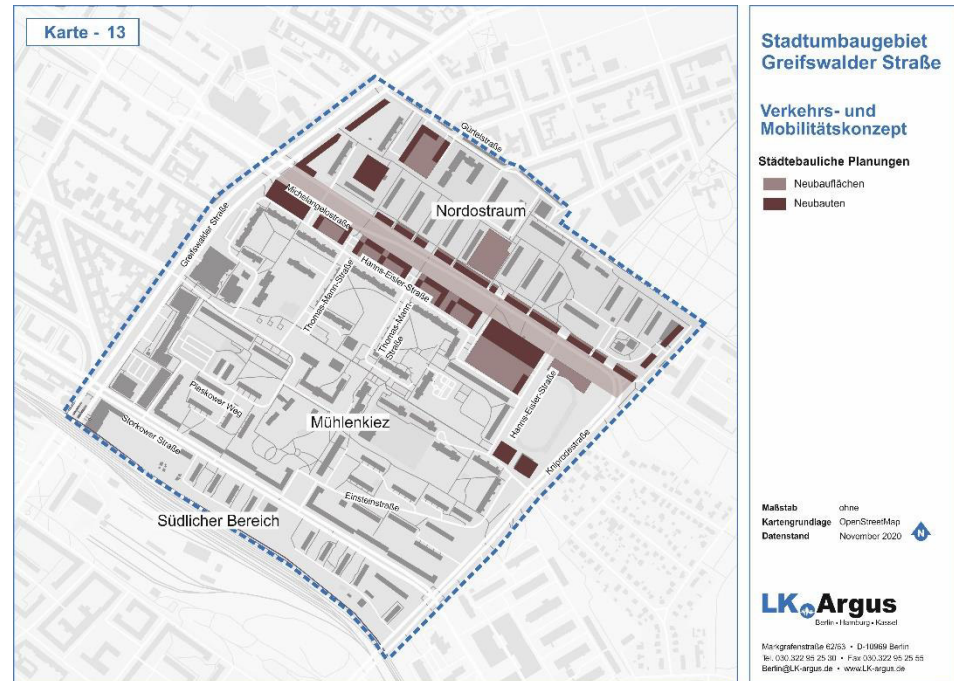 Karte - 13
Gürtelstraße
Nordostraum
Michelangelostraße
Greifswalder Straße
Hanns-Eisler-Straße
Thomas-Mann-Straße
Thomas-Mann-
Straße
Hanns-Eisler-Straße
Pieskower Weg
Mühlenkiez
Storkower Straße
Kniprodestraße
Einsteinstraße
Südlicher Bereich
Stadtumbaugebiet
Greifswalder Straße
Verkehrs- und
Mobilitätskonzept
Städtebauliche Planungen
Neubauflächen
Neubauten
Maßstab ohne
Kartengrundlage OpenStreetMap
Datenstand November 2020
N
LK Argus
Berlin • Hamburg • Kassel
Markgrafenstraße 62/63 • D-10969 Berlin
Tel. 030.322 95 25 30 • Fax 030.322 95 25 55
Berlin@LK-argus.de • www.LK-argus.de